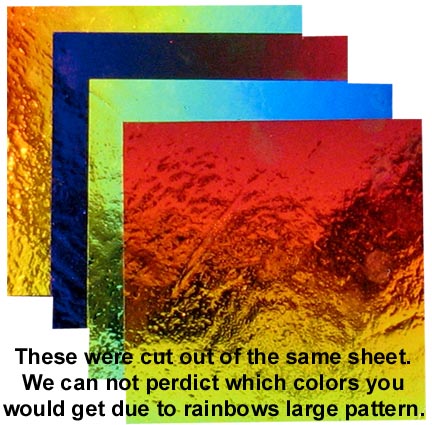 These were cut out of the same sheet.
We can not perdict which colors you
would get due to rainbows large pattern.